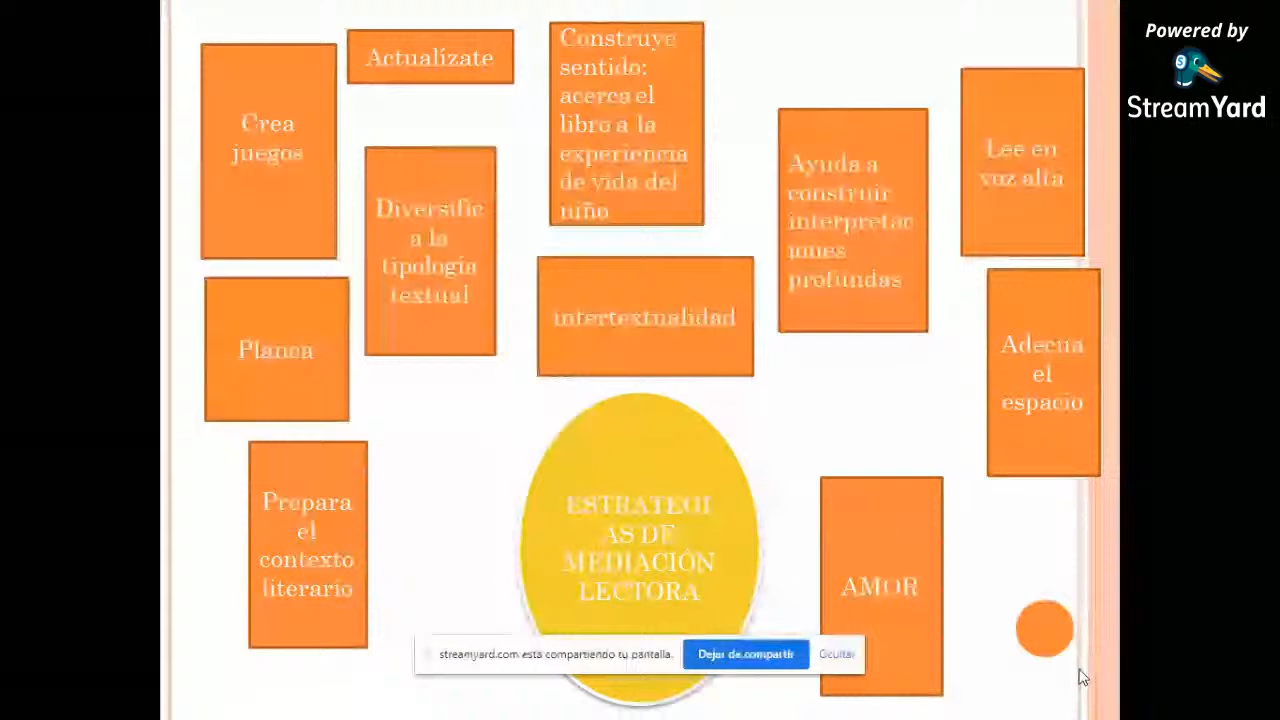 Crea
juegos
Actualízate
Construye
sentido:
acerca el
libro a la
experiencia
de vida del
niño
Powered by
StreamYard
Lee en
voz alta
Diversific
a la
tipología
textual
Ayuda a
construir
interpretac
iones
profundas
intertextualidad
Planea
Adecua
el
espacio
Prepara
el
contexto
literario
ESTRATEGI
AS DE
MEDIACIÓN
LECTORA
AMOR
streamyard.com está compartiendo tu pantalla.
Dejar de compartir
Ocultar